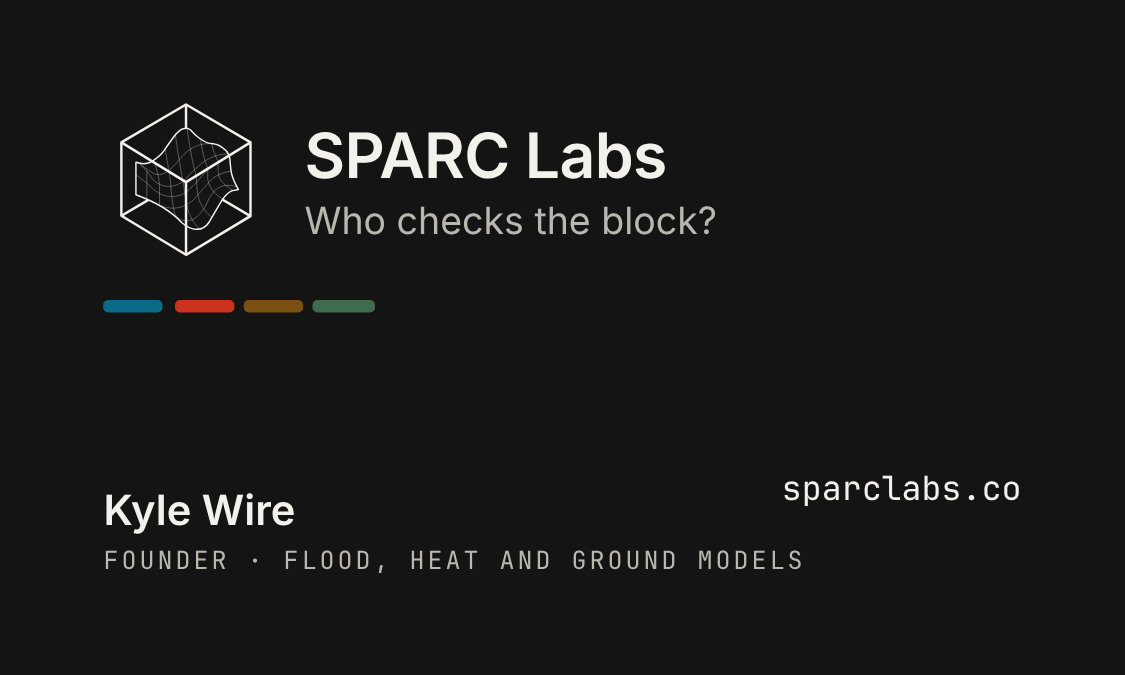 SPARC Labs
Who checks the block?
Kyle Wire
sparclabs.co
FOUNDER · FLOOD, HEAT AND GROUND MODELS